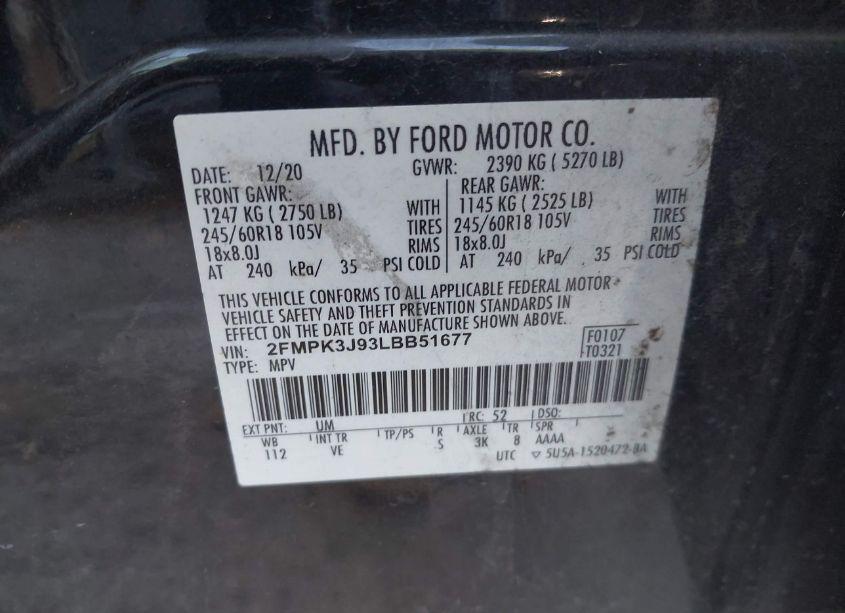 MFD. BY FORD MOTOR CO.
DATE: 12/20 GVWR: 2390 KG ( 5270 LB)
FRONT GAWR: REAR GAWR:
1247 KG ( 2750 LB) WITH 1145 KG ( 2525 LB) WITH
245/60R18 105V TIRES 245/60R18 105V TIRES
18x8.0J RIMS 18x8.0J RIMS
AT 240 kPa/ 35 PSI COLD AT 240 kPa/ 35 PSI COLD
THIS VEHICLE CONFORMS TO ALL APPLICABLE FEDERAL MOTOR
VEHICLE SAFETY AND THEFT PREVENTION STANDARDS IN
EFFECT ON THE DATE OF MANUFACTURE SHOWN ABOVE.
VIN: 2FMPK3J93LBB51677 F0107
TYPE: MPV T0321
EXT PNT: UM RC: 52 DSO:
WB INT TR TP/PS R AXLE TR SPR
112 VE S 3K 8 AAAA
UTC ▽ 5U5A-1520472-BA